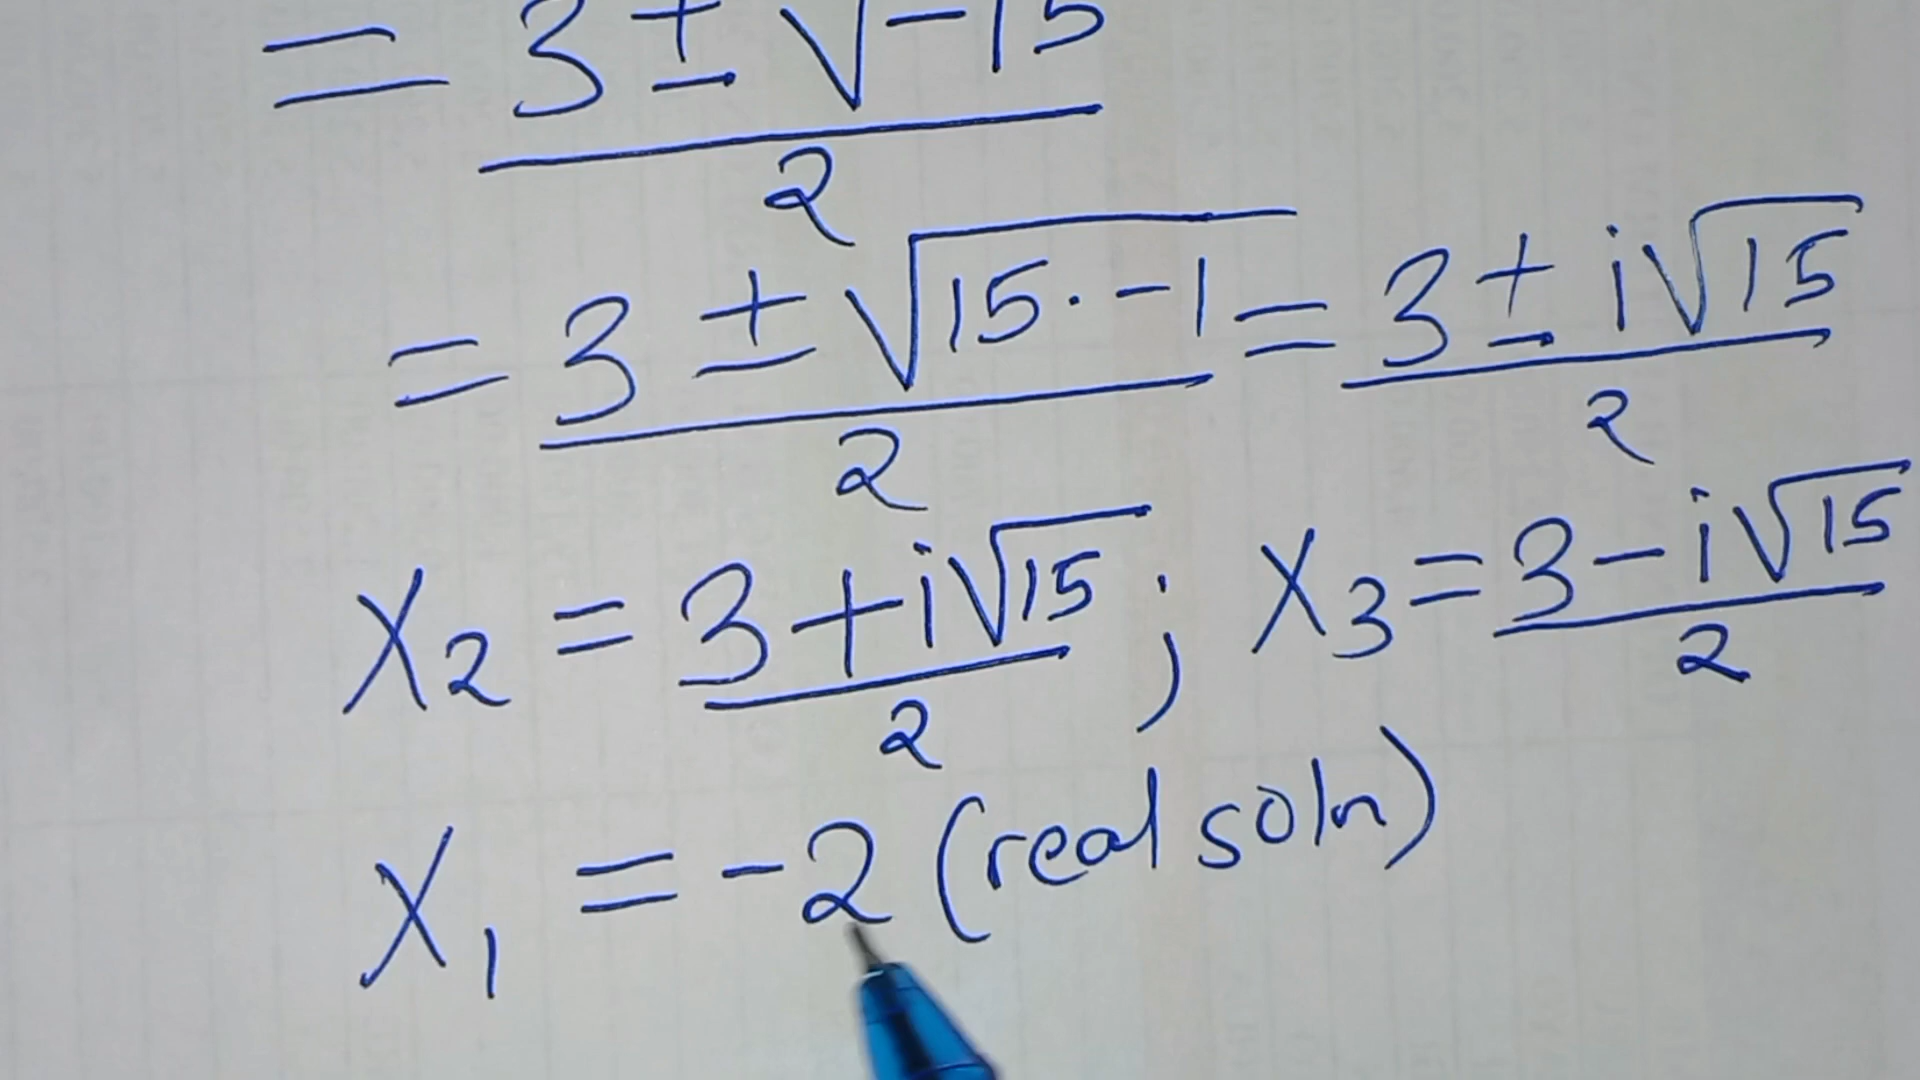 = 3 ± √-15 / 2
= 3 ± √15 · -1 / 2 = 3 ± i√15 / 2
X₂ = 3 + i√15 / 2 ; X₃ = 3 - i√15 / 2
X₁ = -2 (real soln)